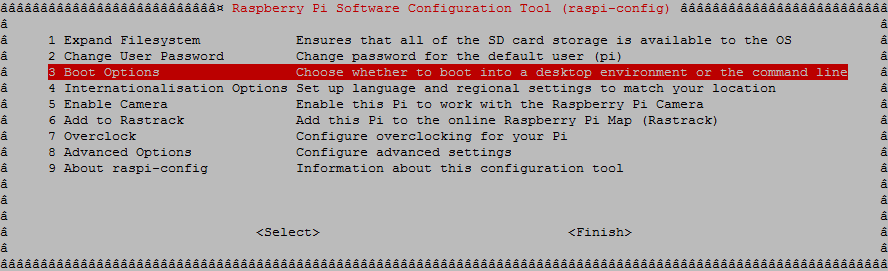 Raspberry Pi Software Configuration Tool (raspi-config)
1 Expand Filesystem Ensures that all of the SD card storage is available to the OS
2 Change User Password Change password for the default user (pi)
3 Boot Options Choose whether to boot into a desktop environment or the command line
4 Internationalisation Options Set up language and regional settings to match your location
5 Enable Camera Enable this Pi to work with the Raspberry Pi Camera
6 Add to Rastrack Add this Pi to the online Raspberry Pi Map (Rastrack)
7 Overclock Configure overclocking for your Pi
8 Advanced Options Configure advanced settings
9 About raspi-config Information about this configuration tool
<Select> <Finish>